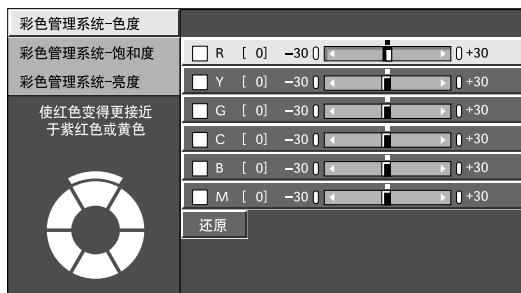 彩色管理系统-色度
彩色管理系统-饱和度
彩色管理系统-亮度
使红色变得更接近
于紫红色或黄色
R [ 0] −30 +30
Y [ 0] −30 +30
G [ 0] −30 +30
C [ 0] −30 +30
B [ 0] −30 +30
M [ 0] −30 +30
还原